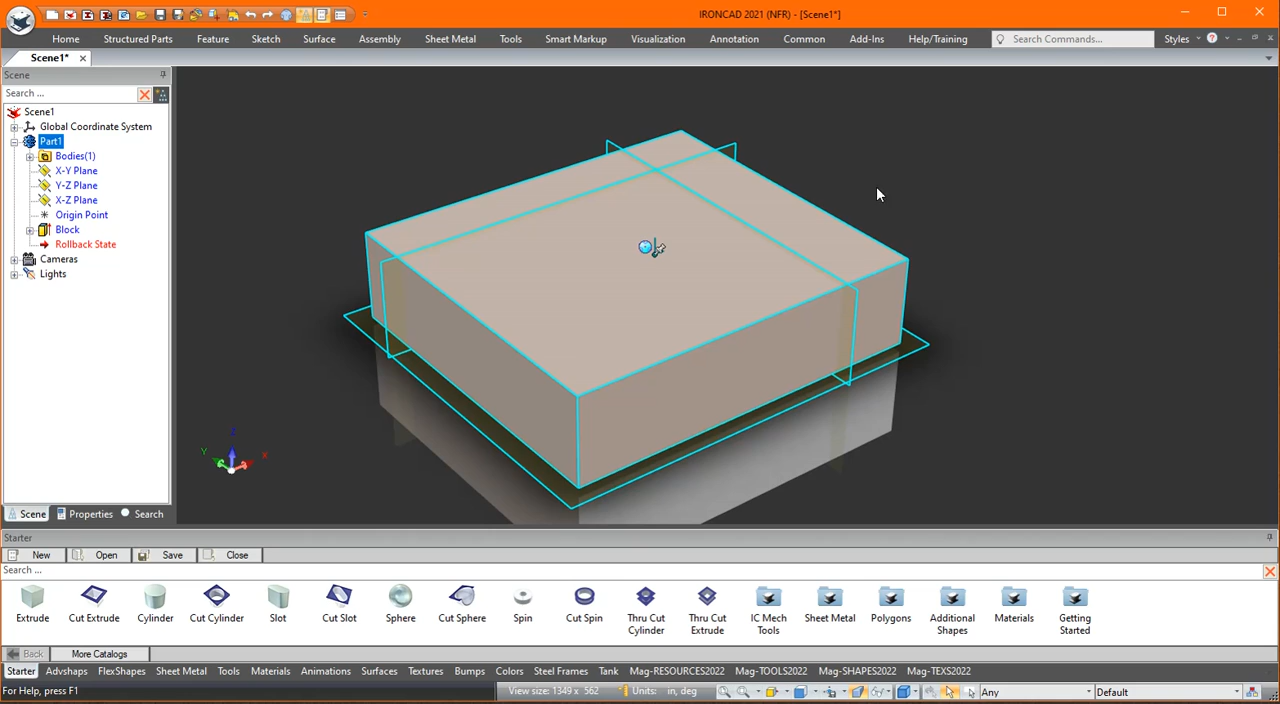 IRONCAD 2021 (NFR) - [Scene1*]
Home Structured Parts Feature Sketch Surface Assembly Sheet Metal Tools Smart Markup Visualization Annotation Common Add-Ins Help/Training Search Commands... Styles
Scene1*
Scene
Search ...
Scene1
Global Coordinate System
Part1
Bodies(1)
X-Y Plane
Y-Z Plane
X-Z Plane
Origin Point
Block
Rollback State
Cameras
Lights
Z
Y
X
Scene Properties Search
Starter
New Open Save Close
Search ...
Extrude Cut Extrude Cylinder Cut Cylinder Slot Cut Slot Sphere Cut Sphere Spin Cut Spin Thru Cut Cylinder Thru Cut Extrude IC Mech Tools Sheet Metal Polygons Additional Shapes Materials Getting Started
Back More Catalogs
Starter Advshaps FlexShapes Sheet Metal Tools Materials Animations Surfaces Textures Bumps Colors Steel Frames Tank Mag-RESOURCES2022 Mag-TOOLS2022 Mag-SHAPES2022 Mag-TEXS2022
For Help, press F1 View size: 1349 x 562 Units: in, deg Any Default